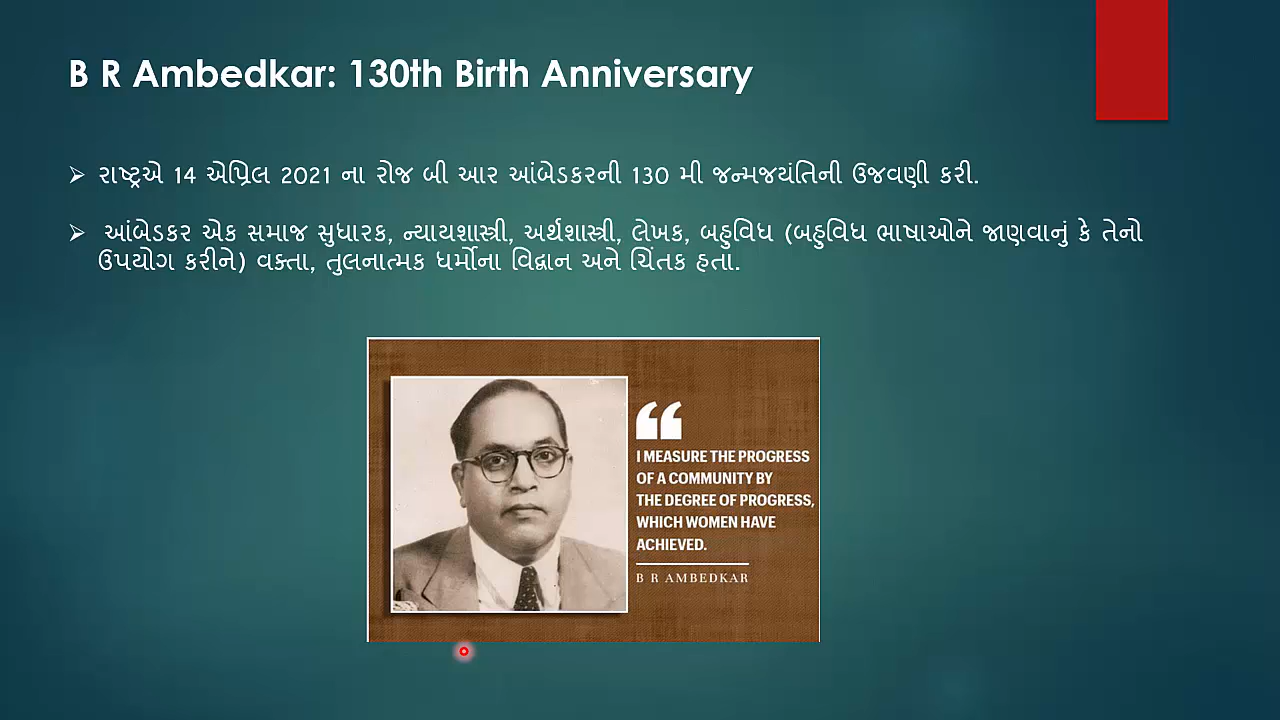 B R Ambedkar: 130th Birth Anniversary
રાષ્ટ્રએ 14 એપ્રિલ 2021 ના રોજ બી આર આંબેડકરની 130 મી જન્મજયંતિની ઉજવણી કરી.
આંબેડકર એક સમાજ સુધારક, ન્યાયશાસ્ત્રી, અર્થશાસ્ત્રી, લેખક, બહુવિધ (બહુવિધ ભાષાઓને જાણવાનું કે તેનો
ઉપયોગ કરીને) વક્તા, તુલનાત્મક ધર્મોના વિદ્વાન અને ચિંતક હતા.
I MEASURE THE PROGRESS
OF A COMMUNITY BY
THE DEGREE OF PROGRESS,
WHICH WOMEN HAVE
ACHIEVED.
B R AMBEDKAR